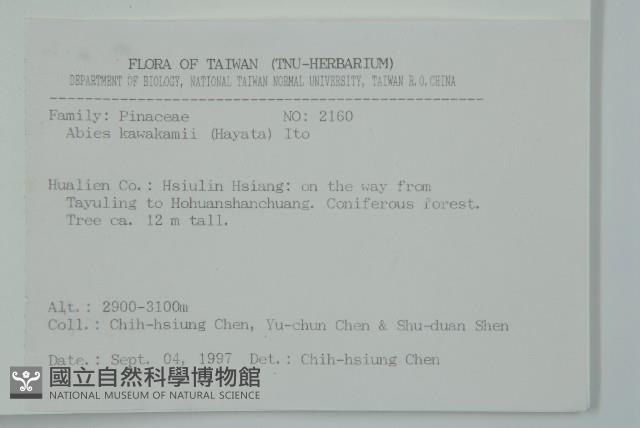 FLORA OF TAIWAN (TNU-HERBARIUM)
DEPARTMENT OF BIOLOGY, NATIONAL TAIWAN NORMAL UNIVERSITY, TAIWAN R.O.CHINA
Family: Pinaceae NO: 2160
Abies kawakamii (Hayata) Ito
Hualien Co.: Hsiulin Hsiang: on the way from
Tayuling to Hohuanshanchuang. Coniferous forest.
Tree ca. 12 m tall.
Alt.: 2900-3100m
Coll.: Chih-hsiung Chen, Yu-chun Chen & Shu-duan Shen
Date.: Sept. 04, 1997 Det.: Chih-hsiung Chen
國立自然科學博物館
NATIONAL MUSEUM OF NATURAL SCIENCE